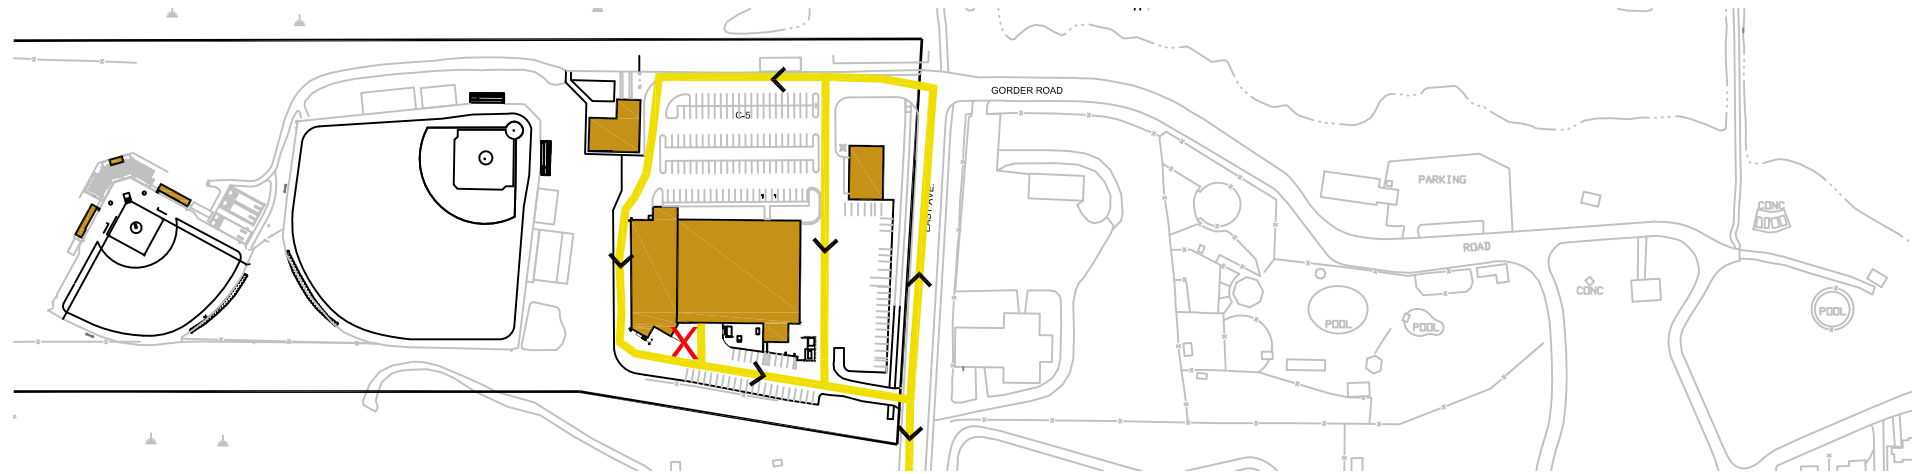 GORDER ROAD
C-5
PARKING
EAST AVE.
CONC
ROAD
CONC
POOL
POOL
POOL